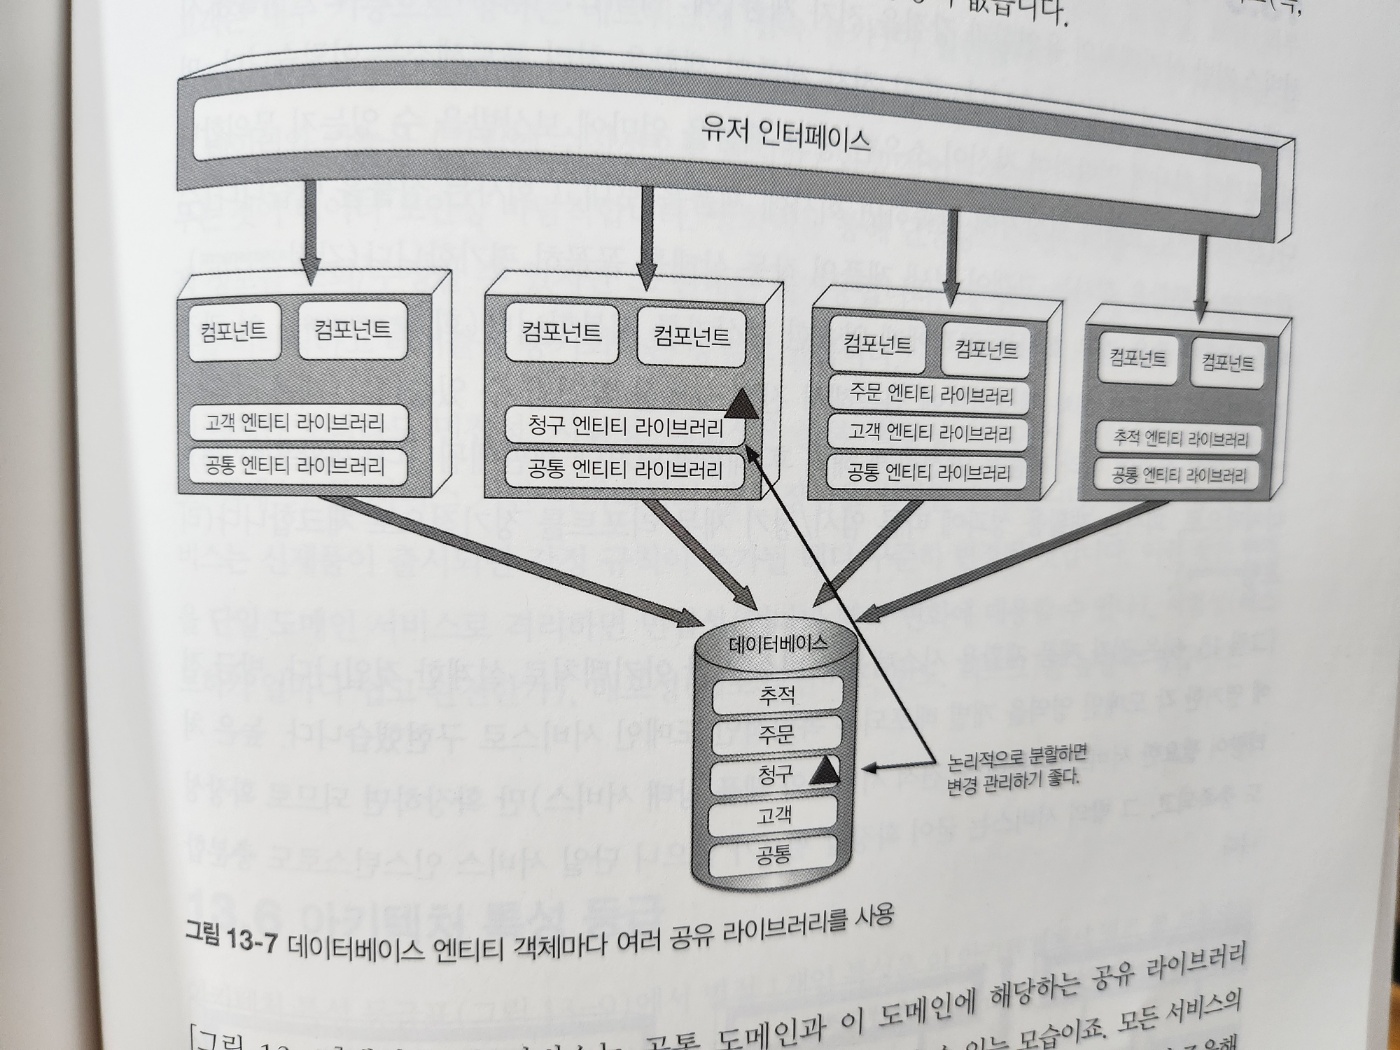 없습니다.
유저 인터페이스
컴포넌트 컴포넌트
고객 엔티티 라이브러리
공통 엔티티 라이브러리
컴포넌트 컴포넌트
청구 엔티티 라이브러리
공통 엔티티 라이브러리
컴포넌트 컴포넌트
주문 엔티티 라이브러리
고객 엔티티 라이브러리
공통 엔티티 라이브러리
컴포넌트 컴포넌트
추적 엔티티 라이브러리
공통 엔티티 라이브러리
데이터베이스
추적
주문
청구
고객
공통
논리적으로 분할하면
변경 관리하기 좋다.
그림 13-7 데이터베이스 엔티티 객체마다 여러 공유 라이브러리를 사용
공통 도메인과 이 도메인에 해당하는 공유 라이브러리
있는 모습이죠. 모든 서비스의